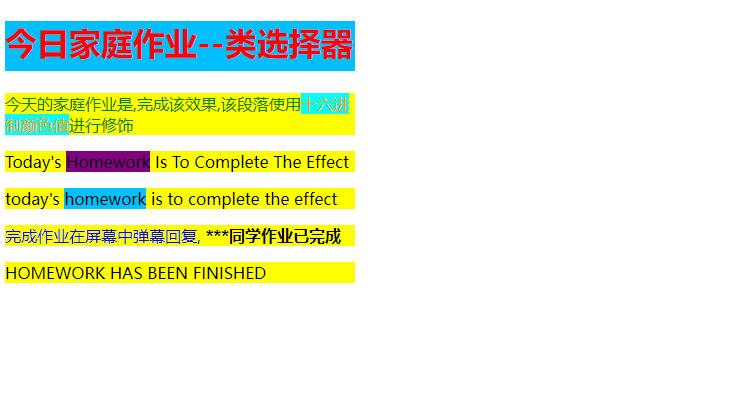 今日家庭作业--类选择器
今天的家庭作业是,完成该效果,该段落使用十六进
制颜色值进行修饰
Today's Homework Is To Complete The Effect
today's homework is to complete the effect
完成作业在屏幕中弹幕回复, ***同学作业已完成
HOMEWORK HAS BEEN FINISHED